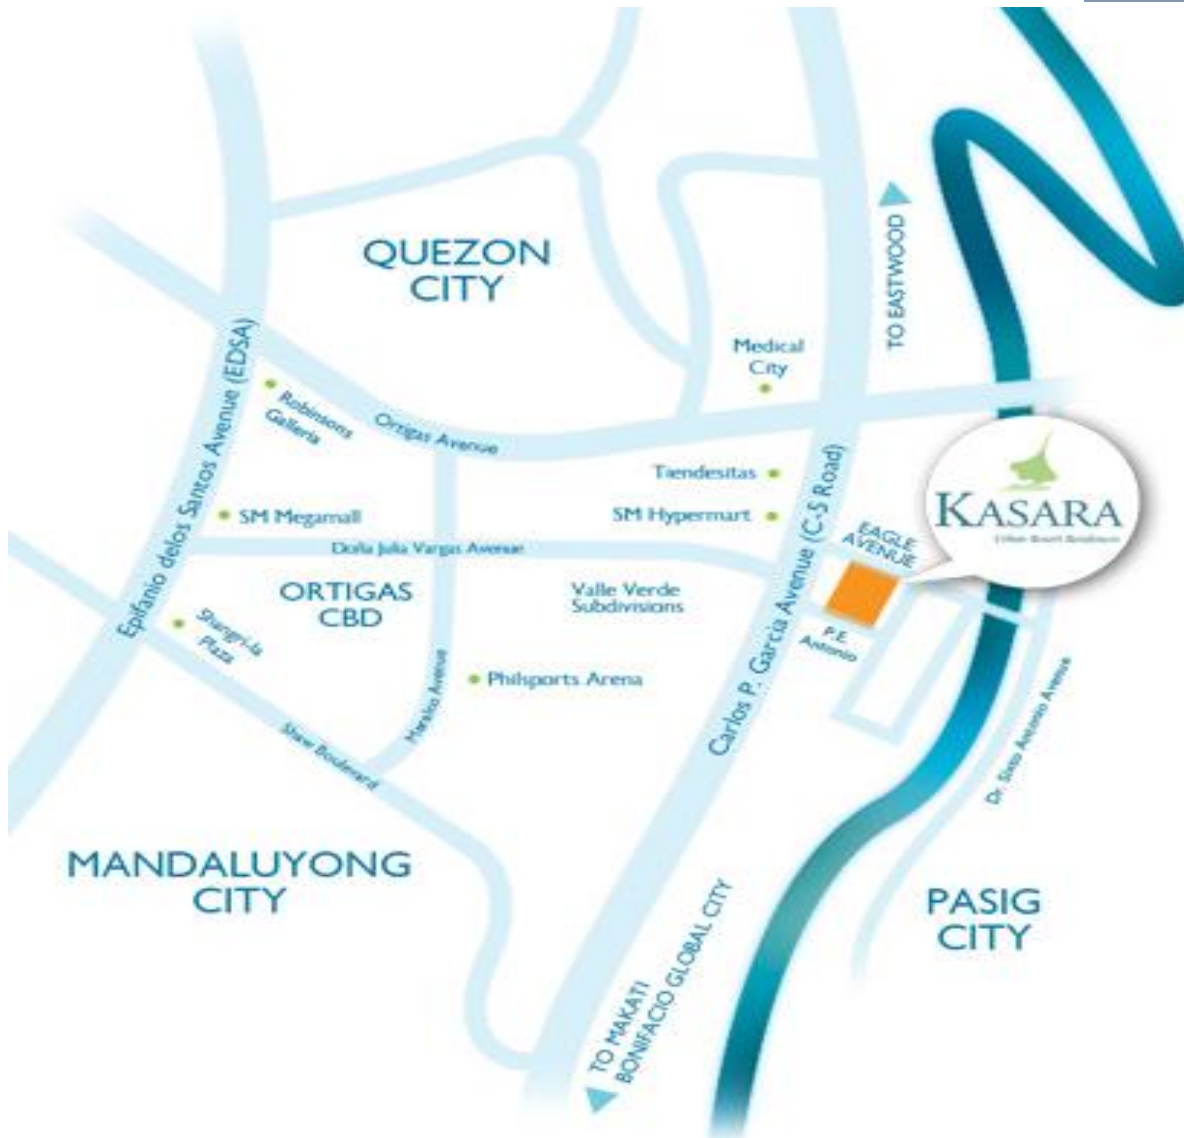 QUEZON
CITY
TO EASTWOOD
Medical
City
Epifanio delos Santos Avenue (EDSA)
Robinsons
Galleria
Ortigas Avenue
Tiendesitas
KASARA
Urban Resort Residences
SM Megamall
SM Hypermart
Carlos P. Garcia Avenue (C-5 Road)
EAGLE
AVENUE
Doña Julia Vargas Avenue
ORTIGAS
CBD
Valle Verde
Subdivisions
Shangri-la
Plaza
P.E.
Antonio
Meralco Avenue
Philsports Arena
Shaw Boulevard
Dr. Sixto Antonio Avenue
MANDALUYONG
CITY
PASIG
CITY
TO MAKATI
BONIFACIO GLOBAL CITY